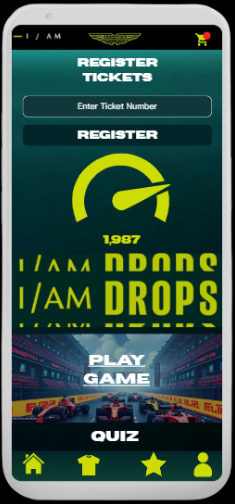 I / AM
REGISTER
TICKETS
Enter Ticket Number
REGISTER
1,987
I/AM DROPS
I/AM DROPS
PLAY
GAME
QUIZ